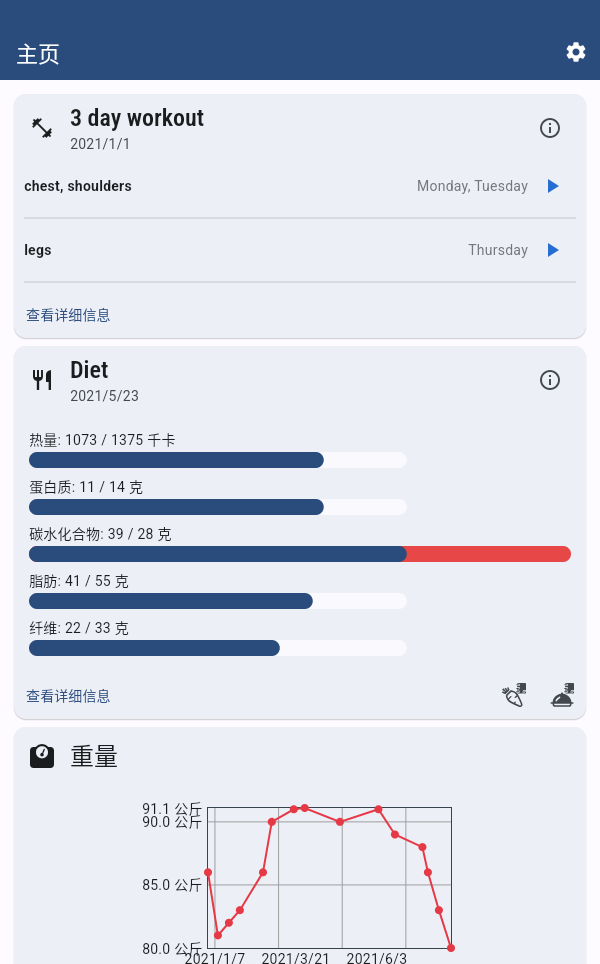 主页
3 day workout
2021/1/1
chest, shoulders Monday, Tuesday
legs Thursday
查看详细信息
Diet
2021/5/23
热量: 1073 / 1375 千卡
蛋白质: 11 / 14 克
碳水化合物: 39 / 28 克
脂肪: 41 / 55 克
纤维: 22 / 33 克
查看详细信息
重量
91.1 公斤
90.0 公斤
85.0 公斤
80.0 公斤
2021/1/7 2021/3/21 2021/6/3